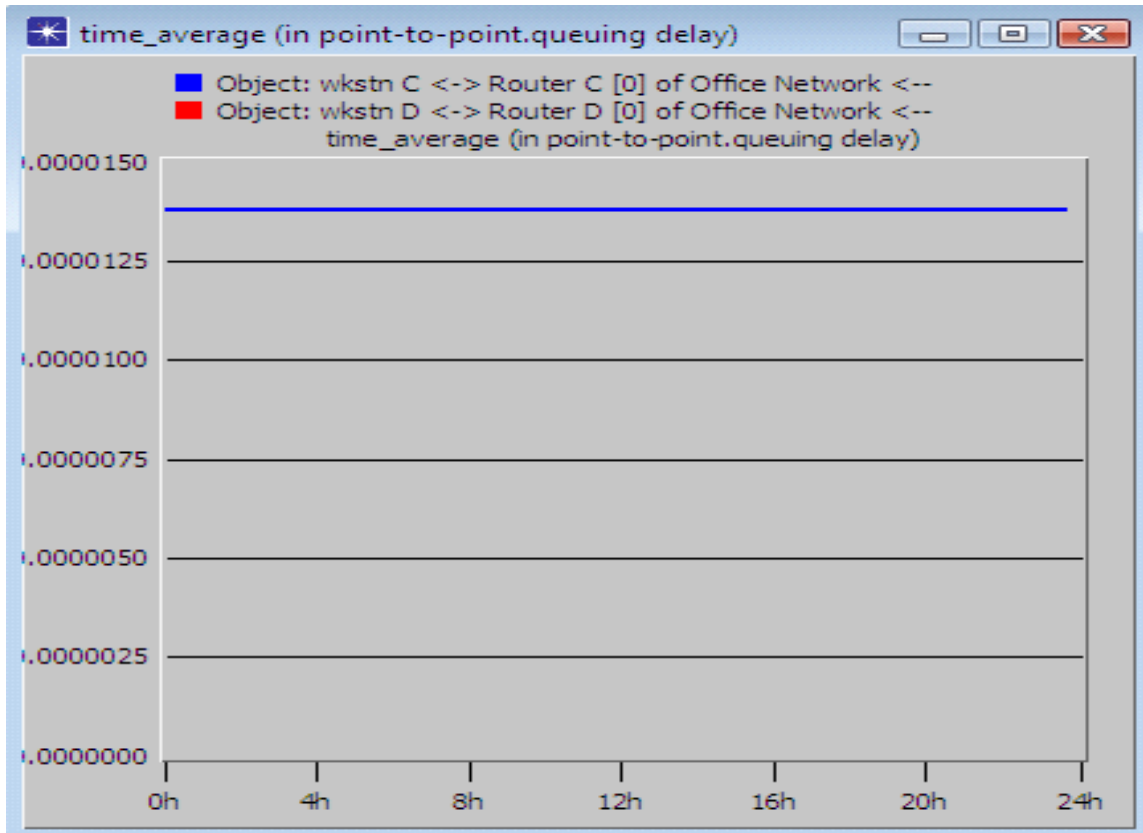 time_average (in point-to-point.queuing delay)
Object: wkstn C <-> Router C [0] of Office Network <--
Object: wkstn D <-> Router D [0] of Office Network <--
time_average (in point-to-point.queuing delay)
.0000150
.0000125
.0000100
.0000075
.0000050
.0000025
.0000000
0h 4h 8h 12h 16h 20h 24h